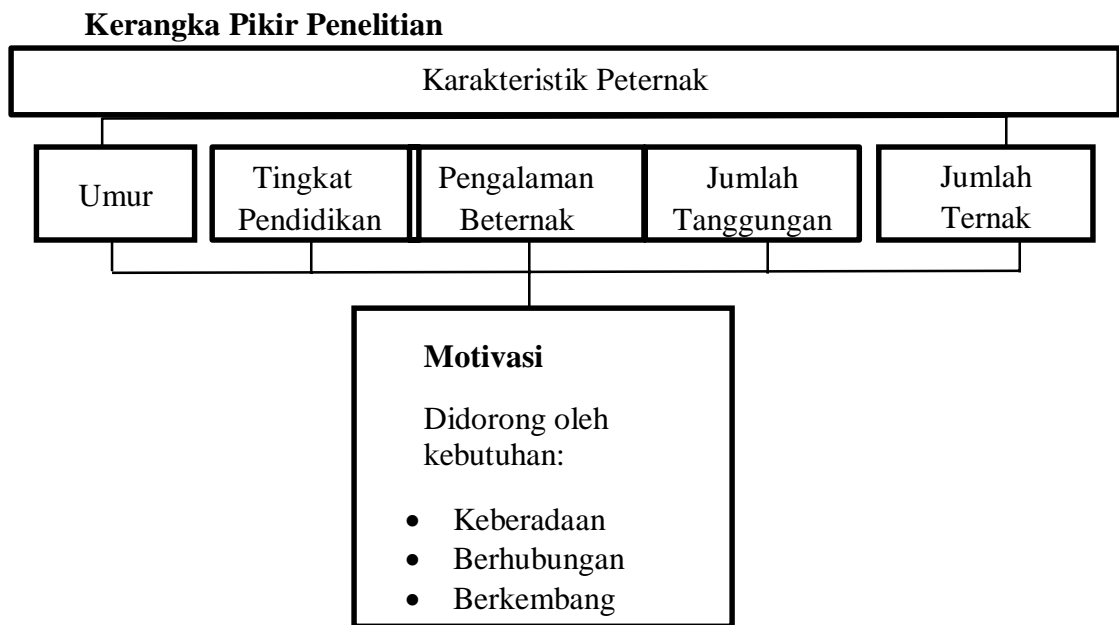 Kerangka Pikir Penelitian
Karakteristik Peternak
Umur
Tingkat
Pendidikan
Pengalaman
Beternak
Jumlah
Tanggungan
Jumlah
Ternak
Motivasi
Didorong oleh
kebutuhan:
• Keberadaan
• Berhubungan
• Berkembang